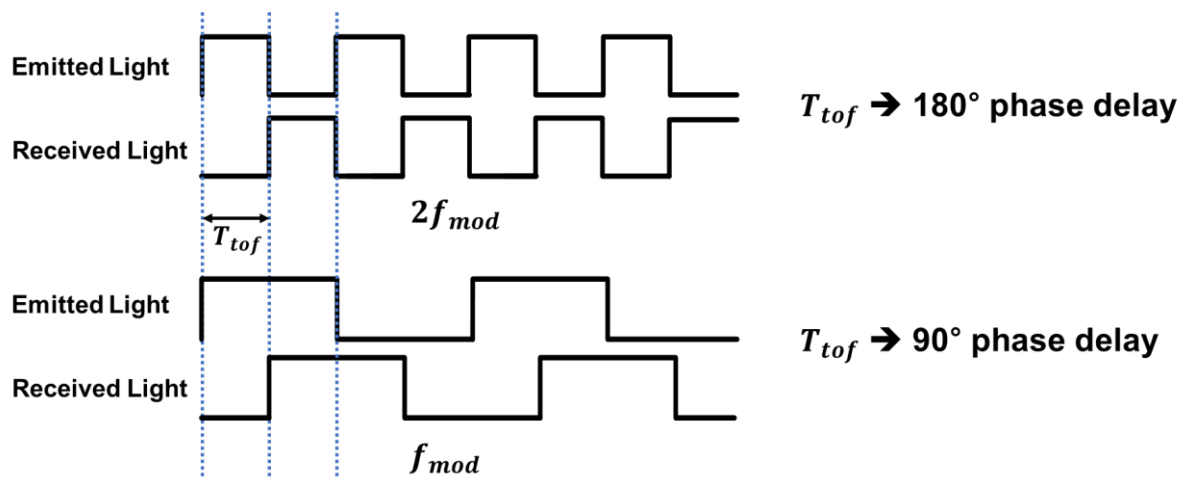 Emitted Light
Received Light
T_tof → 180° phase delay
2f_mod
T_tof
Emitted Light
Received Light
T_tof → 90° phase delay
f_mod